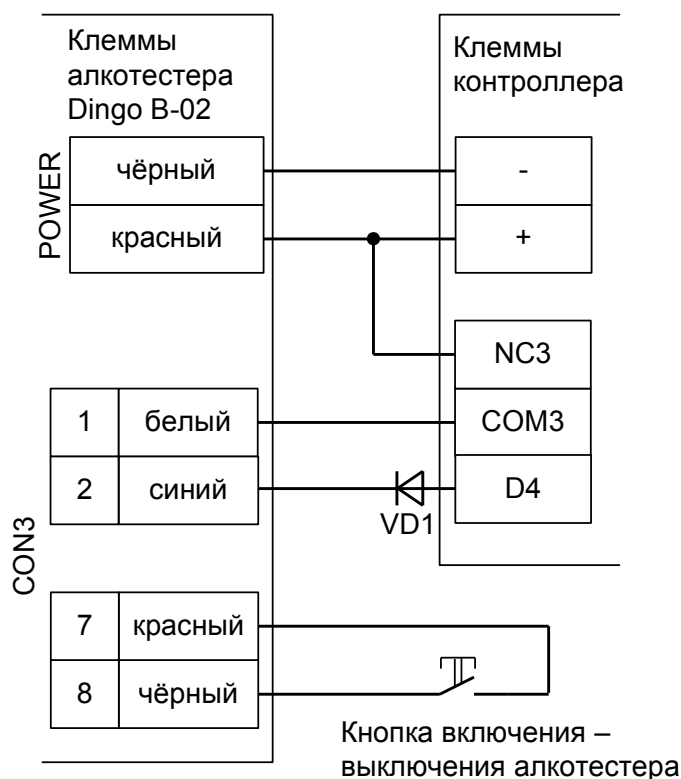 Клеммы
алкотестера
Dingo B-02
Клеммы
контроллера
POWER
чёрный
-
красный
+
NC3
CON3
1 белый
COM3
2 синий
VD1
D4
7 красный
8 чёрный
Кнопка включения –
выключения алкотестера